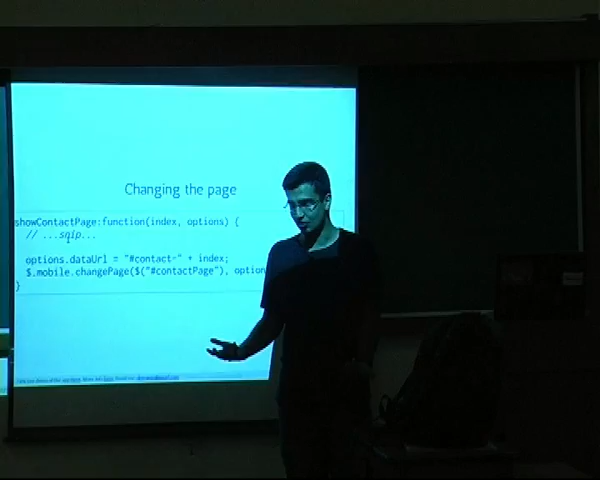 Changing the page
showContactPage:function(index, options) {
// ...snip...
options.dataUrl = "#contact-" + index;
$.mobile.changePage($("#contactPage"), option
}